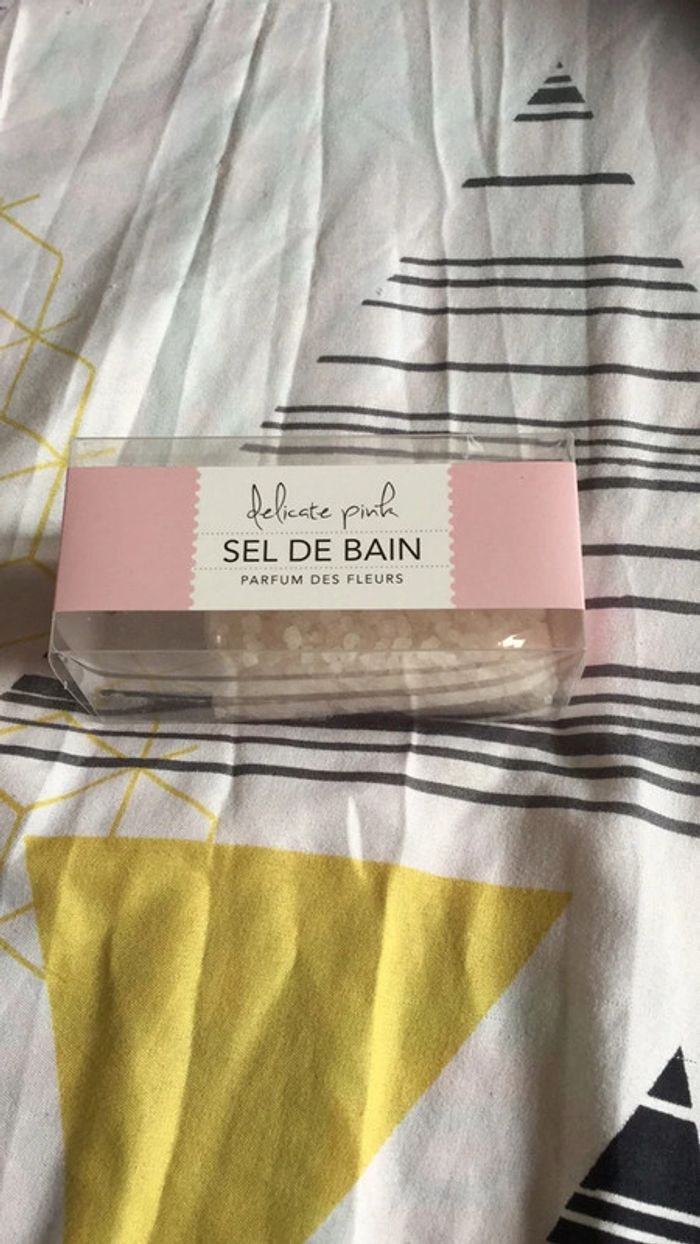 delicate pink
SEL DE BAIN
PARFUM DES FLEURS